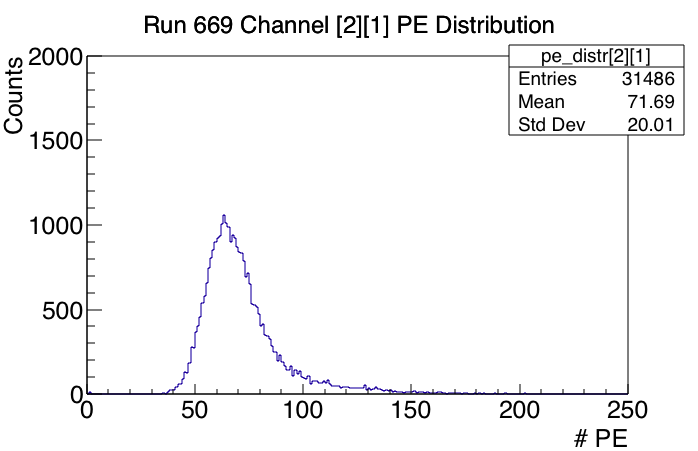 Run 669 Channel [2][1] PE Distribution
pe_distr[2][1]
Entries 31486
Mean 71.69
Std Dev 20.01
Counts
2000
1500
1000
500
0
0 50 100 150 200 250
# PE